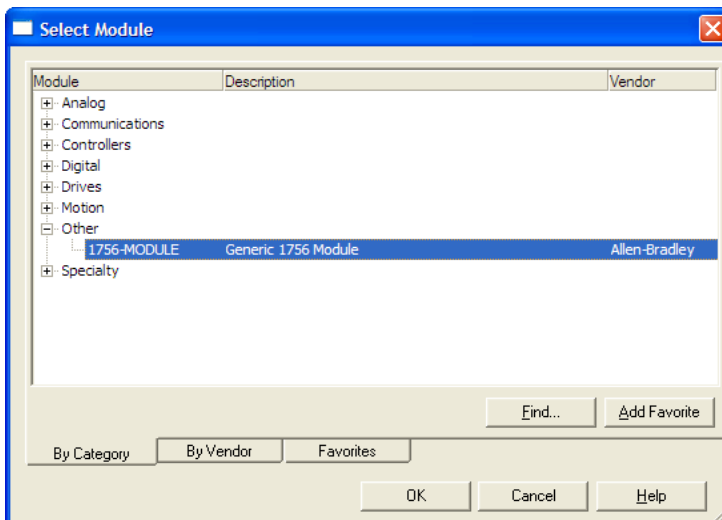 Select Module
Module Description Vendor
Analog
Communications
Controllers
Digital
Drives
Motion
Other
1756-MODULE Generic 1756 Module Allen-Bradley
Specialty
Find... Add Favorite
By Category By Vendor Favorites
OK Cancel Help